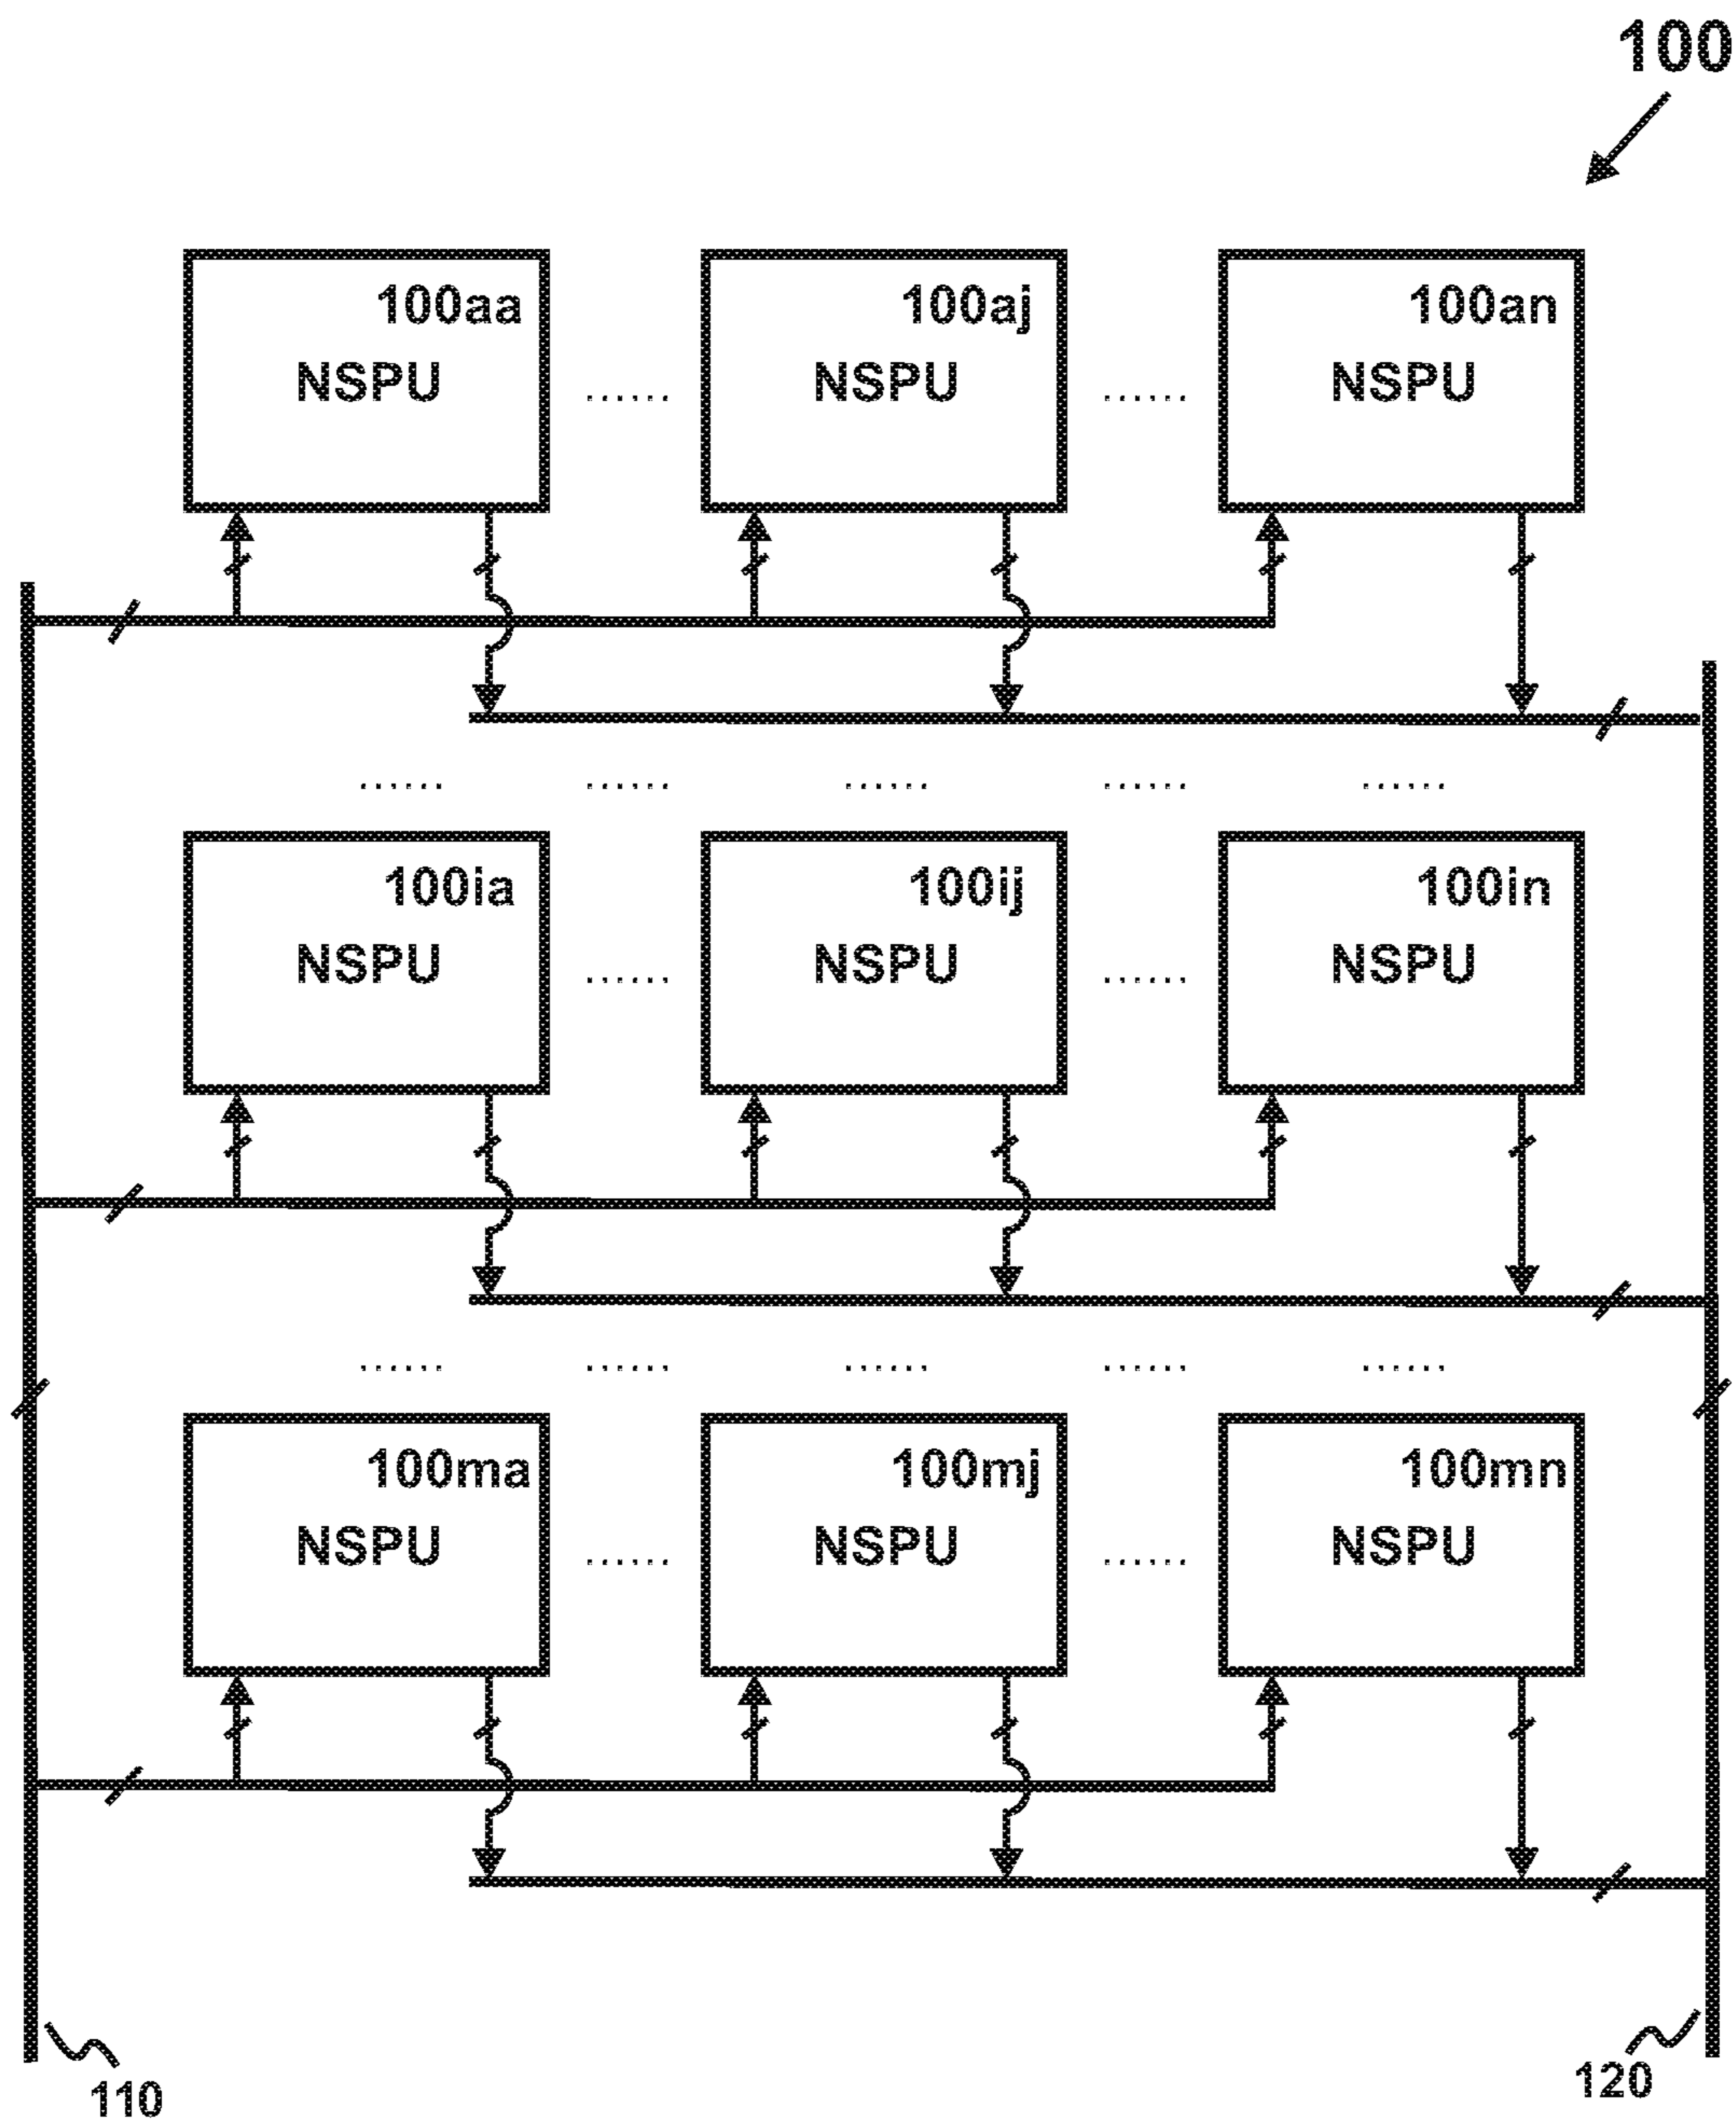 100
100aa 100aj 100an
NSPU ...... NSPU ...... NSPU
...... ...... ...... ...... ......
100ia 100ij 100in
NSPU ...... NSPU ...... NSPU
...... ...... ...... ...... ......
100ma 100mj 100mn
NSPU ...... NSPU ...... NSPU
110 120